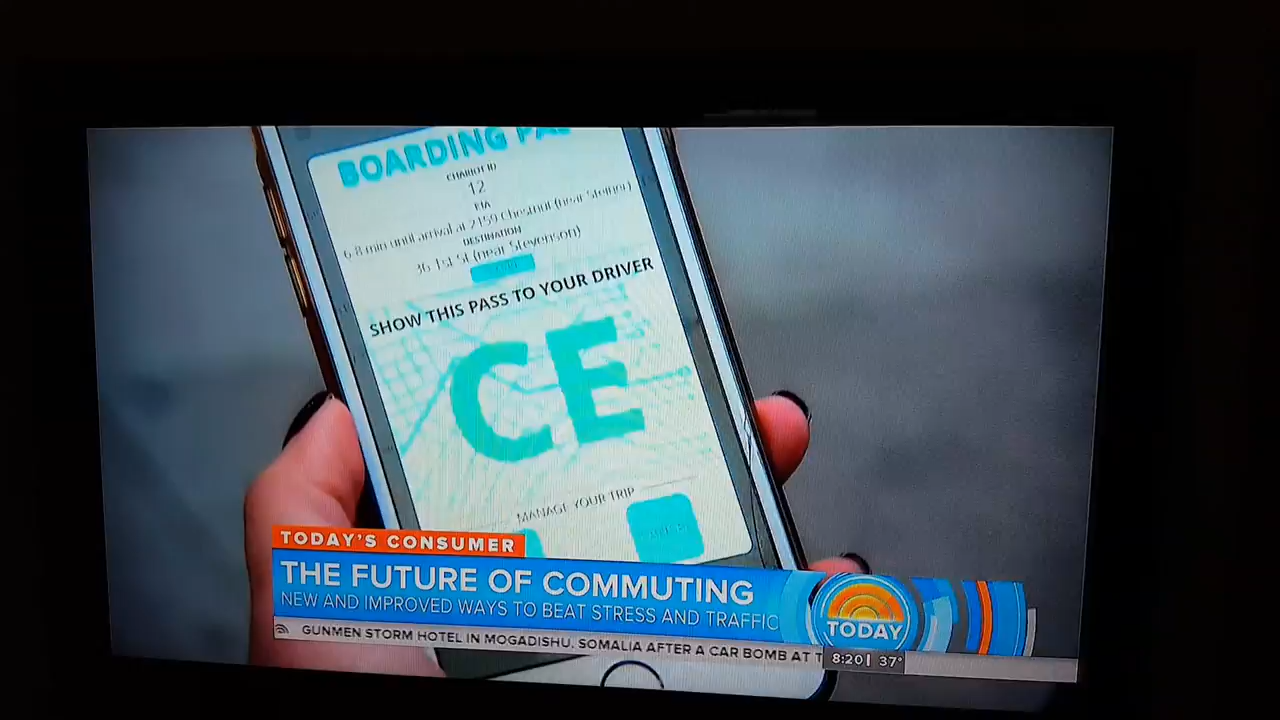 BOARDING PA
CHARIOT ID
12
ETA
6-8 min until arrival at 2159 Chestnut (near Steiner)
DESTINATION
36 1st St (near Stevenson)
SHOW THIS PASS TO YOUR DRIVER
CE
MANAGE YOUR TRIP
TODAY'S CONSUMER
THE FUTURE OF COMMUTING
NEW AND IMPROVED WAYS TO BEAT STRESS AND TRAFFIC
TODAY
GUNMEN STORM HOTEL IN MOGADISHU, SOMALIA AFTER A CAR BOMB AT T
8:20 37°